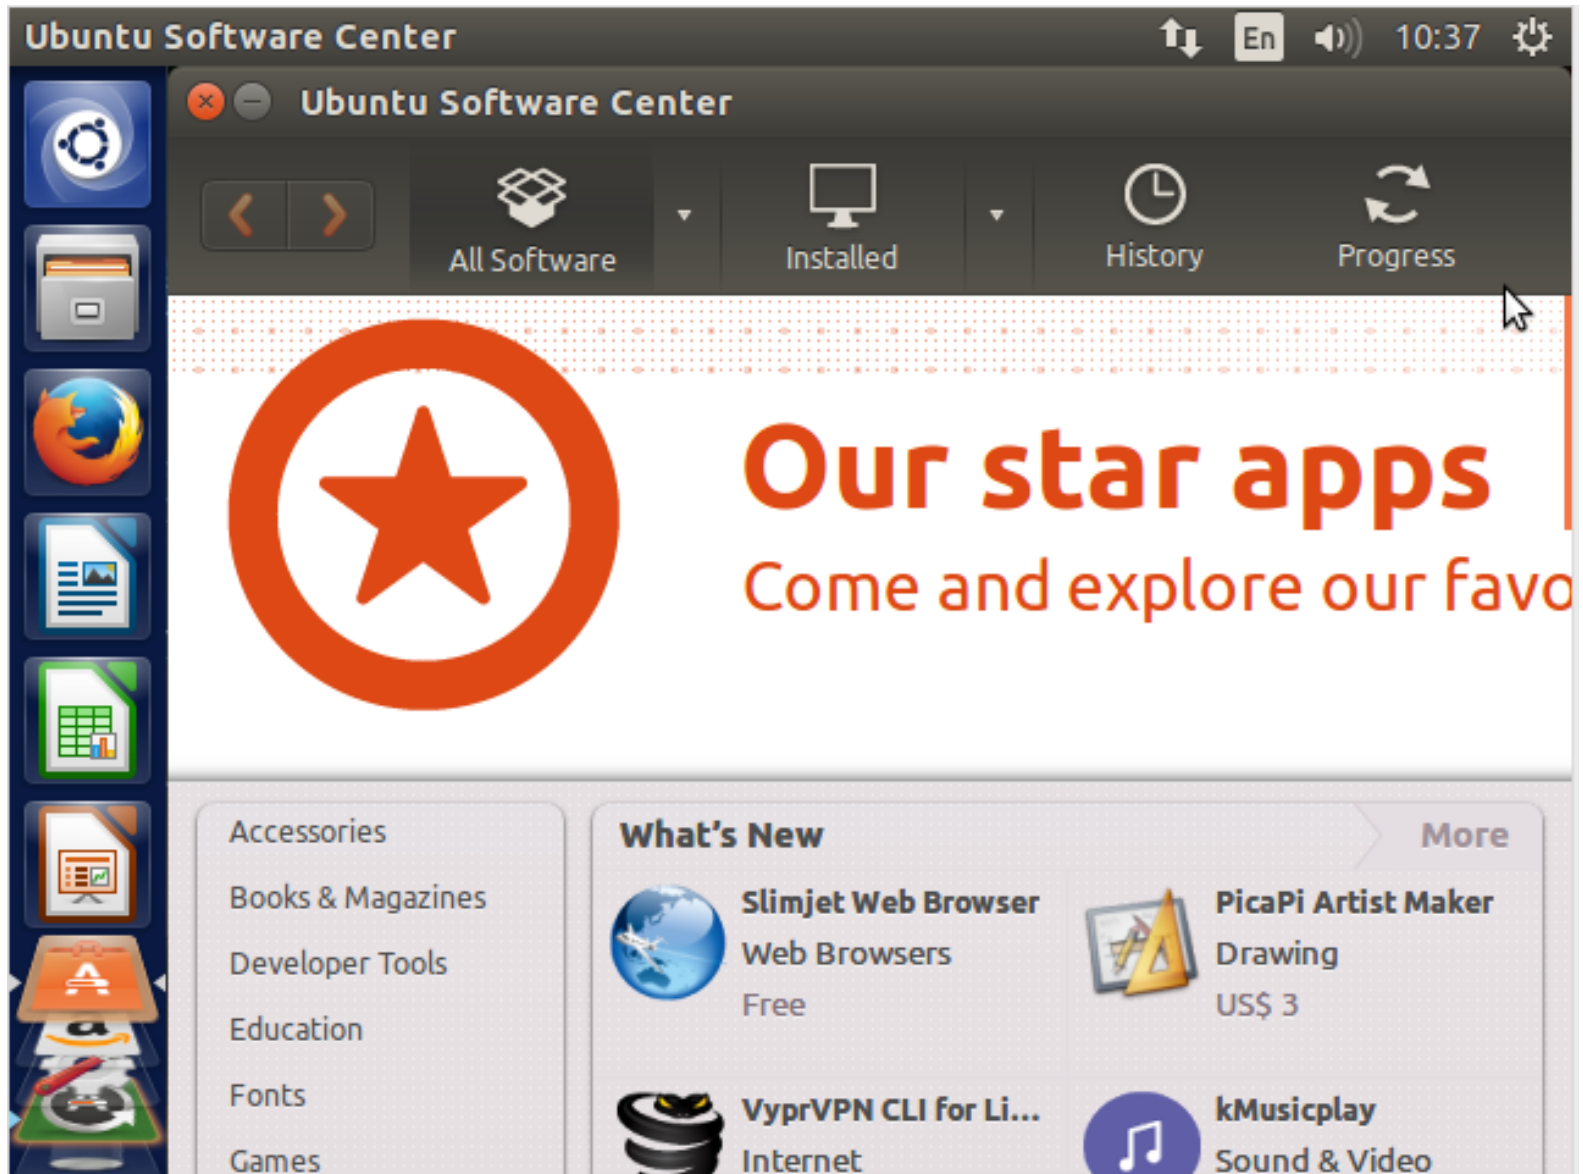 Ubuntu Software Center
En
10:37
Ubuntu Software Center
All Software
Installed
History
Progress
Our star apps
Come and explore our favo
Accessories
Books & Magazines
Developer Tools
Education
Fonts
Games
What's New
More
Slimjet Web Browser
Web Browsers
Free
PicaPi Artist Maker
Drawing
US$ 3
VyprVPN CLI for Li...
Internet
kMusicplay
Sound & Video